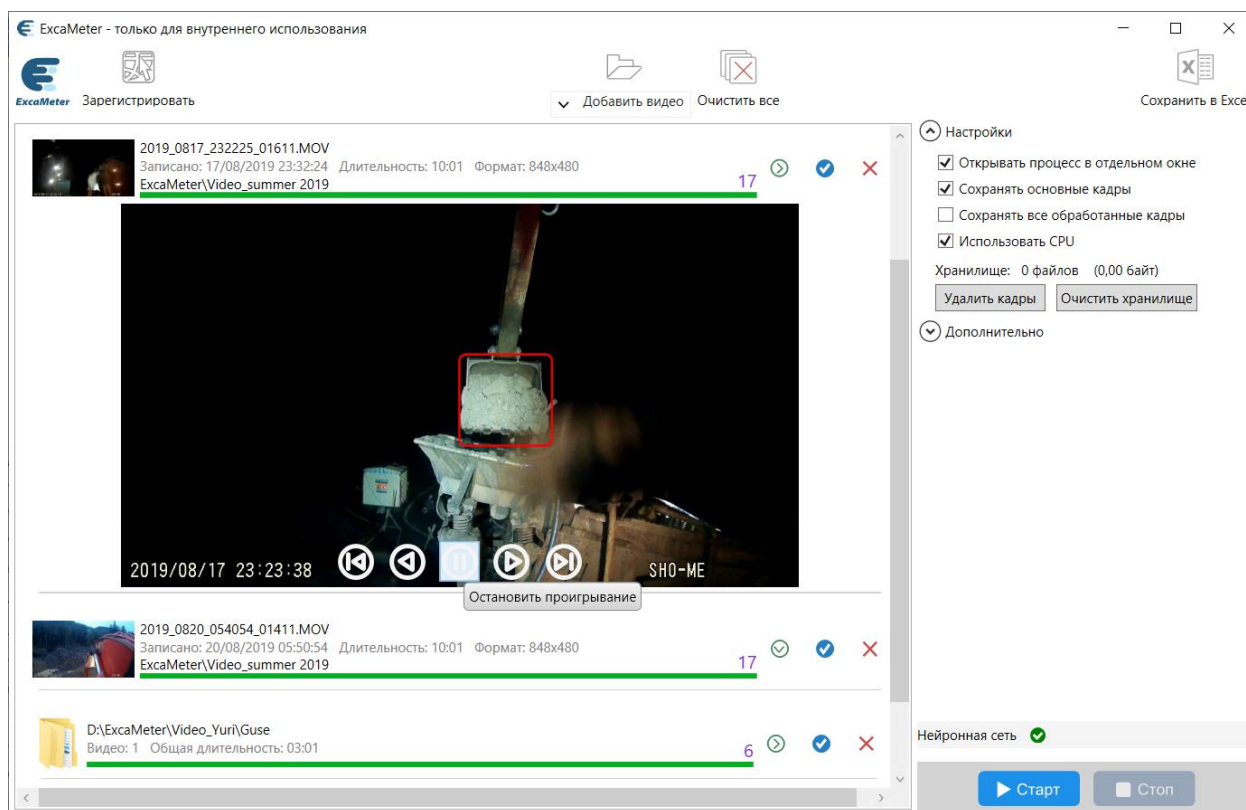 ExcaMeter - только для внутреннего использования
ExcaMeter
Зарегистрировать
Добавить видео
Очистить все
Сохранить в Exce
2019_0817_232225_01611.MOV
Записано: 17/08/2019 23:32:24 Длительность: 10:01 Формат: 848x480
ExcaMeter\Video_summer 2019
17
2019/08/17 23:23:38
SHO-ME
Остановить проигрывание
2019_0820_054054_01411.MOV
Записано: 20/08/2019 05:50:54 Длительность: 10:01 Формат: 848x480
ExcaMeter\Video_summer 2019
17
D:\ExcaMeter\Video_Yuri\Guse
Видео: 1 Общая длительность: 03:01
6
Настройки
Открывать процесс в отдельном окне
Сохранять основные кадры
Сохранять все обработанные кадры
Использовать CPU
Хранилище: 0 файлов (0,00 байт)
Удалить кадры
Очистить хранилище
Дополнительно
Нейронная сеть
Старт
Стоп